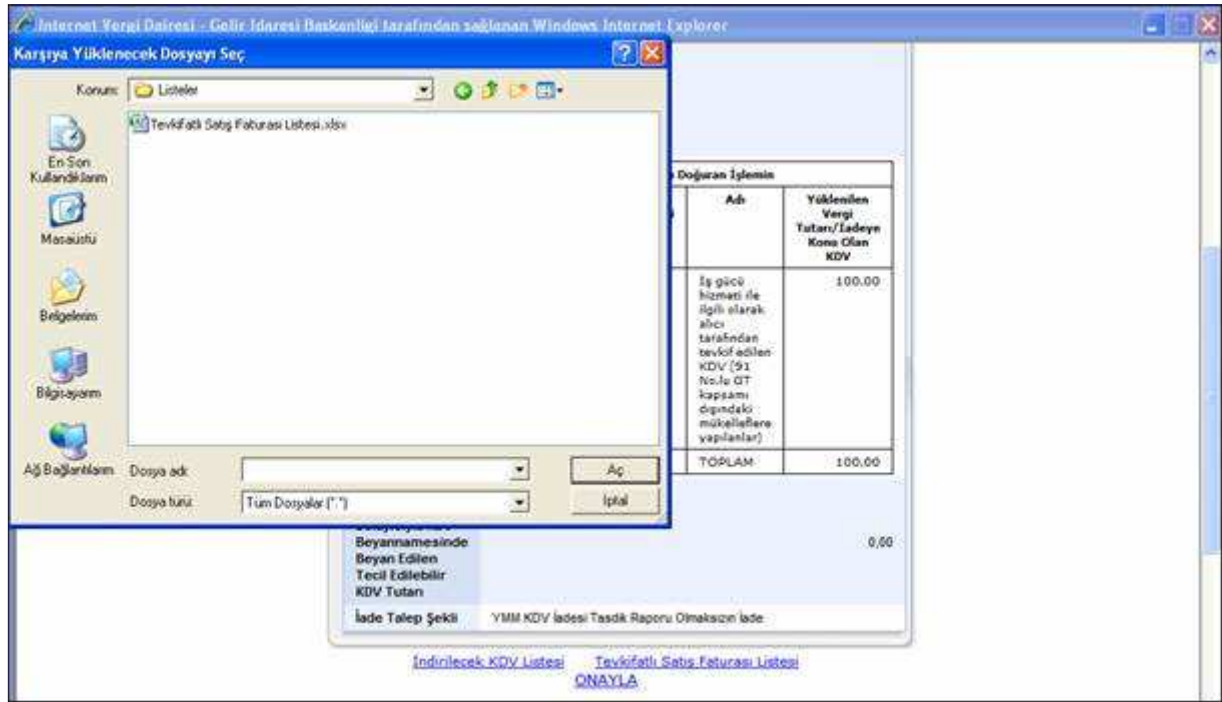 İnternet Vergi Dairesi - Gelir İdaresi Başkanlığı tarafından sağlanan Windows Internet Explorer
Karşıya Yüklenecek Dosyayı Seç
Konum: Listeler
Tevkifatlı Satış Faturası Listesi.xlsx
En Son
Kullandıklarım
Masaüstü
Belgelerim
Bilgisayarım
Ağ Bağlantılarım
Dosya adı:
Aç
Dosya türü:
Tüm Dosyalar (*.*)
İptal
Doğuran İşlemin
Adı
Yüklenilen
Vergi
Tutarı/İadeye
Konu Olan
KDV
İş gücü
hizmeti ile
ilgili olarak
alıcı
tarafından
tevkif edilen
KDV (91
No.lu GT
kapsamı
dışındaki
mükelleflere
yapılanlar)
100.00
TOPLAM
100.00
Beyannamesinde
Beyan Edilen
Tecil Edilebilir
KDV Tutarı
0,00
İade Talep Şekli
YMM KDV İadesi Tasdik Raporu Olmaksızın İade
İndirilecek KDV Listesi
Tevkifatlı Satış Faturası Listesi
ONAYLA